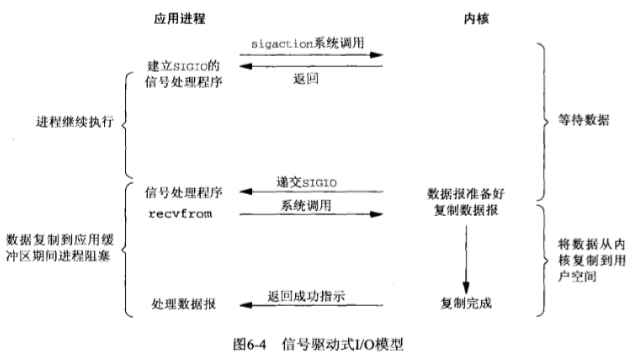 应用进程
内核
sigaction系统调用
建立SIGIO的
信号处理程序
返回
进程继续执行
等待数据
递交SIGIO
信号处理程序
数据报准备好
recvfrom
系统调用
复制数据报
数据复制到应用缓
冲区期间进程阻塞
将数据从内
核复制到用
户空间
处理数据报
返回成功指示
复制完成
图6-4 信号驱动式I/O模型